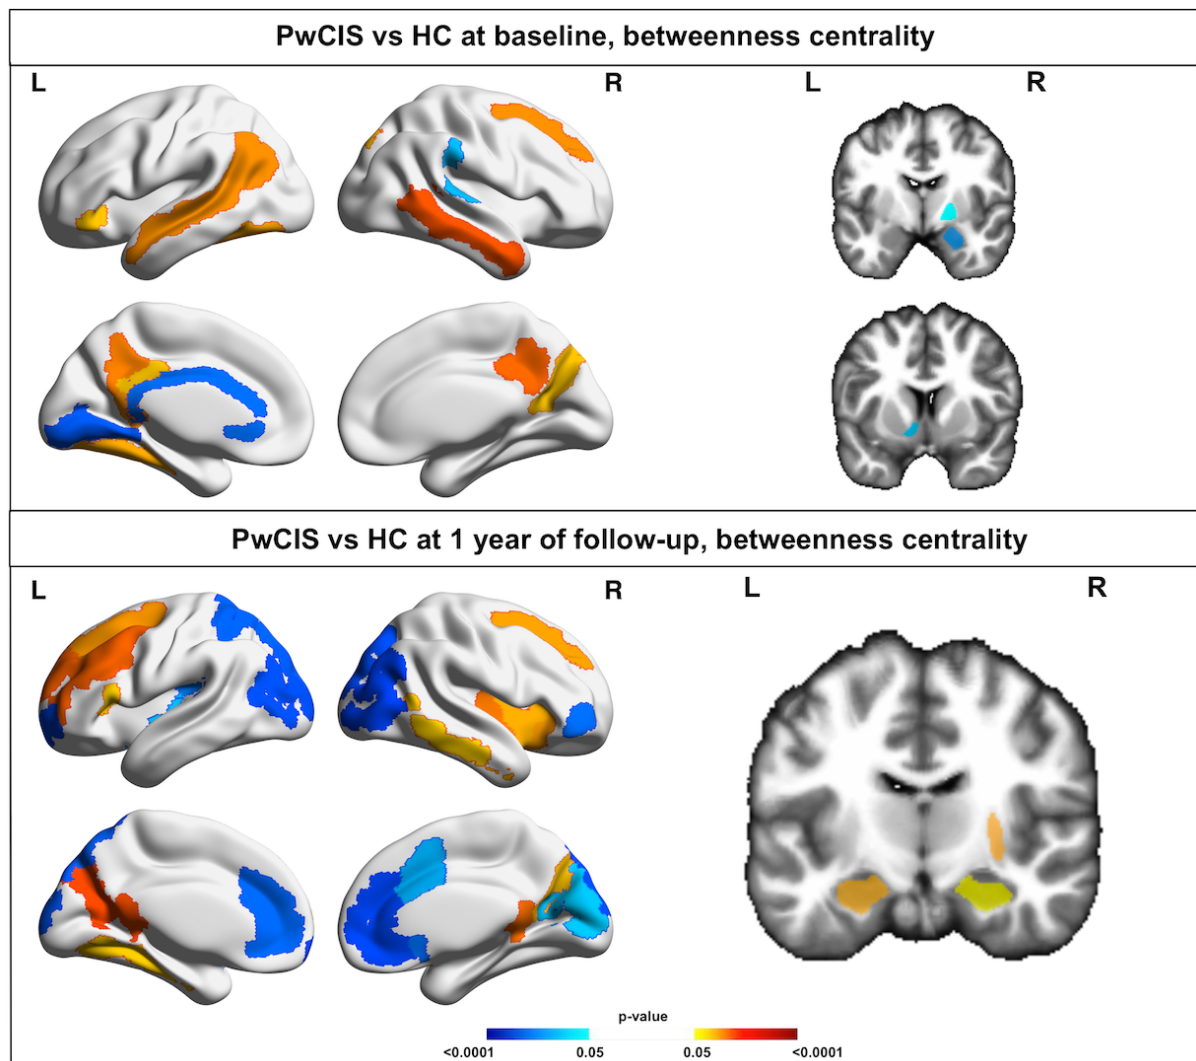 PwCIS vs HC at baseline, betweenness centrality
L R L R
PwCIS vs HC at 1 year of follow-up, betweenness centrality
L R L R
p-value
<0.0001 0.05 0.05 <0.0001